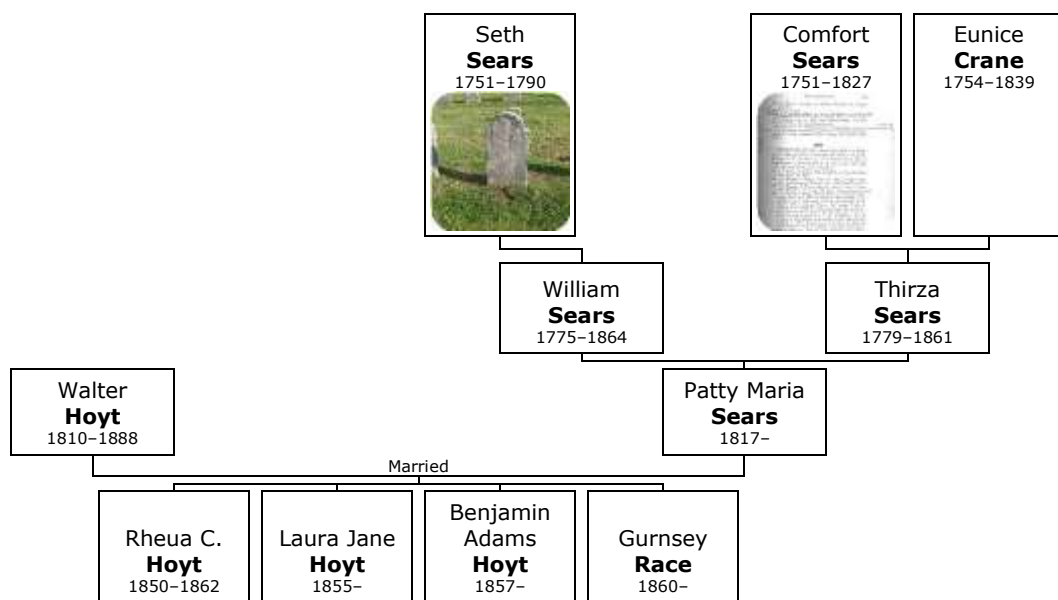 Seth
Sears
1751–1790
Comfort
Sears
1751–1827
Eunice
Crane
1754–1839
William
Sears
1775–1864
Thirza
Sears
1779–1861
Walter
Hoyt
1810–1888
Patty Maria
Sears
1817–
Married
Rheua C.
Hoyt
1850–1862
Laura Jane
Hoyt
1855–
Benjamin
Adams
Hoyt
1857–
Gurnsey
Race
1860–